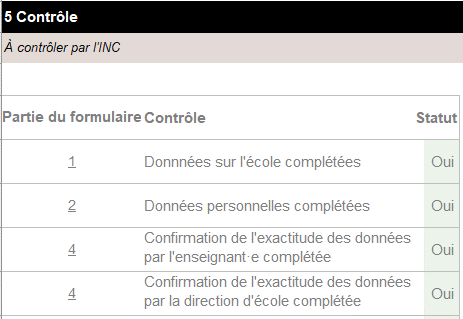 5 Contrôle
À contrôler par l'INC
Partie du formulaire Contrôle Statut
1 Donnnées sur l'école complétées Oui
2 Données personnelles complétées Oui
4 Confirmation de l'exactitude des données par l'enseignant·e complétée Oui
4 Confirmation de l'exactitude des données par la direction d'école complétée Oui